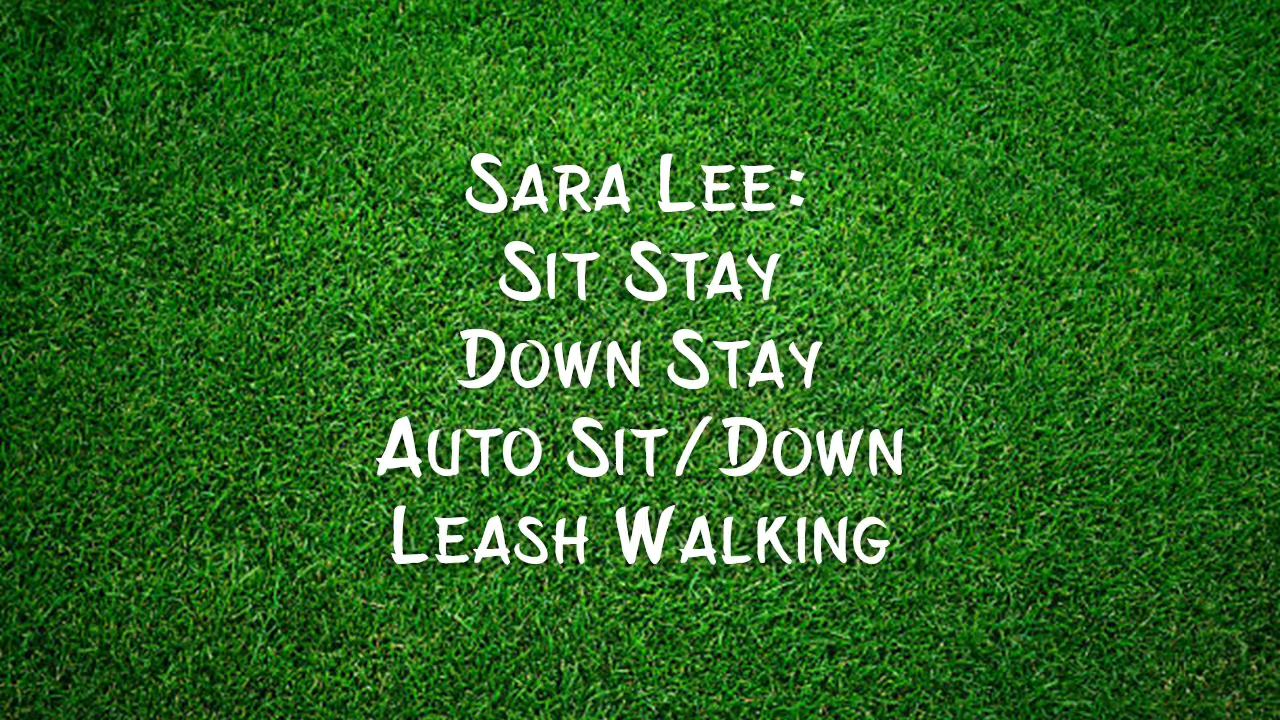 Sara Lee:
Sit Stay
Down Stay
Auto Sit/Down
Leash Walking